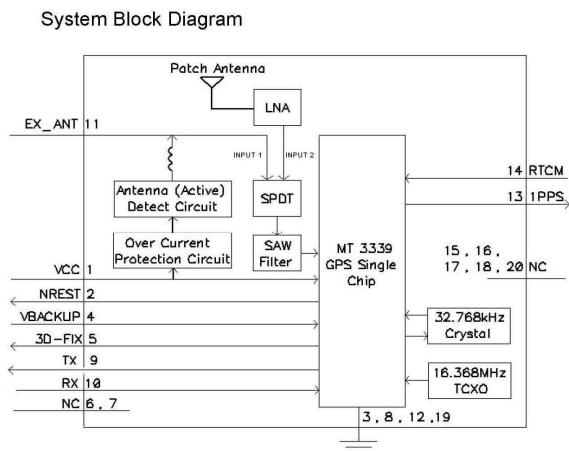 System Block Diagram
Patch Antenna
LNA
EX_ANT 11
INPUT 1
INPUT 2
14 RTCM
Antenna (Active)
Detect Circuit
SPDT
13 1PPS
MT 3339
GPS Single
Chip
Over Current
Protection Circuit
SAW
Filter
15, 16,
17, 18, 20 NC
VCC 1
NREST 2
32.768kHz
Crystal
VBACKUP 4
3D-FIX 5
TX 9
16.368MHz
TCXO
RX 10
NC 6, 7
3, 8, 12, 19